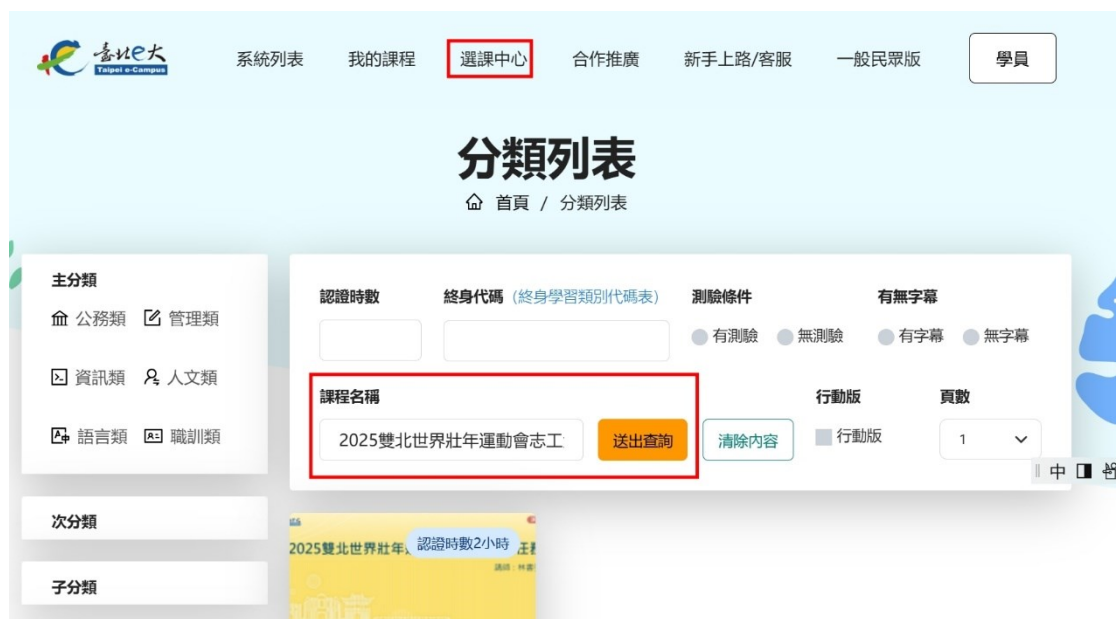 臺北e大
Taipei e-Campus
系統列表
我的課程
選課中心
合作推廣
新手上路/客服
一般民眾版
學員
分類列表
首頁 / 分類列表
主分類
公務類 管理類
資訊類 人文類
語言類 職訓類
次分類
子分類
認證時數
終身代碼 (終身學習類別代碼表)
測驗條件
有測驗 無測驗
有無字幕
有字幕 無字幕
課程名稱
2025雙北世界壯年運動會志工
送出查詢
清除內容
行動版
行動版
頁數
1
中
認證時數2小時
2025雙北世界壯年